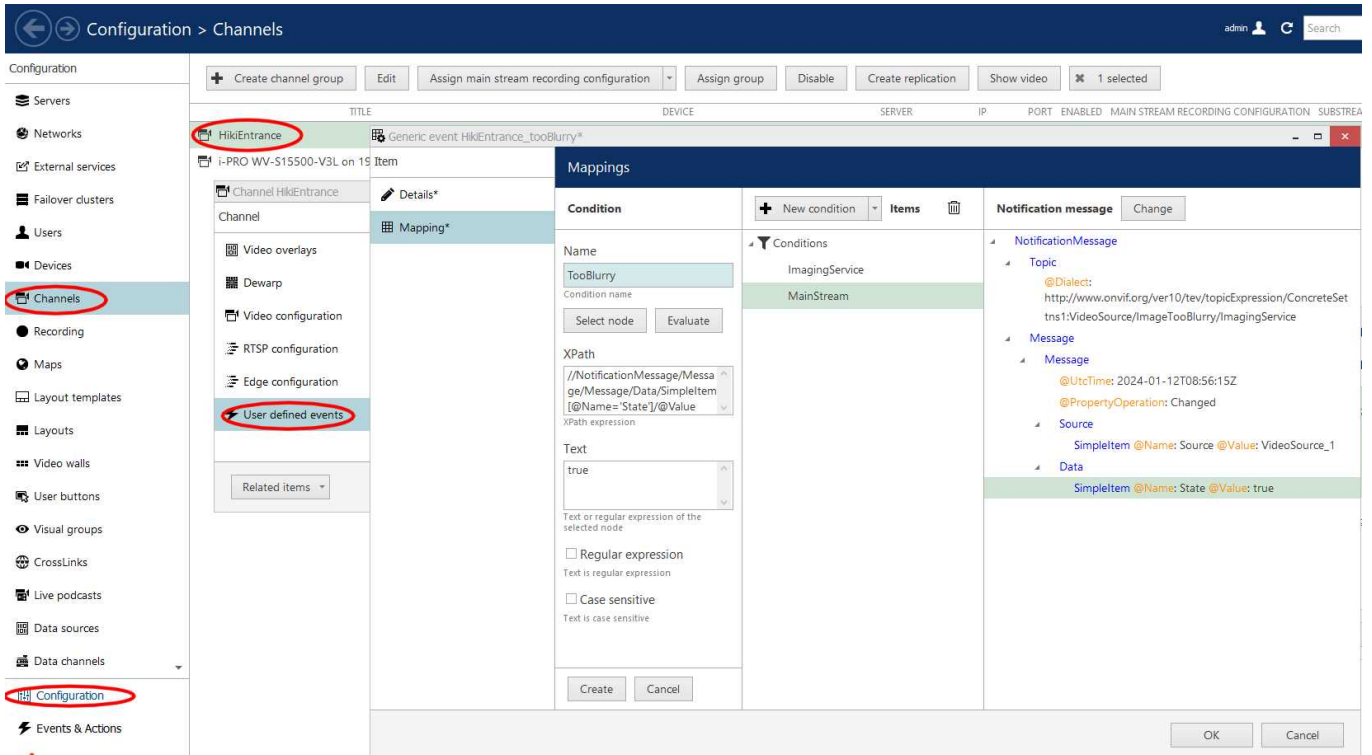 Configuration > Channels
admin
Search
Configuration
Servers
Networks
External services
Failover clusters
Users
Devices
Channels
Recording
Maps
Layout templates
Layouts
Video walls
User buttons
Visual groups
CrossLinks
Live podcasts
Data sources
Data channels
Configuration
Events & Actions
Create channel group
Edit
Assign main stream recording configuration
Assign group
Disable
Create replication
Show video
1 selected
TITLE DEVICE SERVER IP PORT ENABLED MAIN STREAM RECORDING CONFIGURATION SUBSTREA
HikiEntrance
i-PRO WV-S15500-V3L on 19
Channel HikiEntrance
Channel
Video overlays
Dewarp
Video configuration
RTSP configuration
Edge configuration
User defined events
Related items
Generic event HikiEntrance_tooBlurry*
Item
Details*
Mapping*
Mappings
Condition
Name
TooBlurry
Condition name
Select node
Evaluate
XPath
//NotificationMessage/Messa
ge/Message/Data/SimpleItem
[@Name='State']/@Value
XPath expression
Text
true
Text or regular expression of the
selected node
Regular expression
Text is regular expression
Case sensitive
Text is case sensitive
Create
Cancel
New condition
Items
Conditions
ImagingService
MainStream
Notification message
Change
NotificationMessage
Topic
@Dialect:
http://www.onvif.org/ver10/tev/topicExpression/ConcreteSet
tns1:VideoSource/ImageTooBlurry/ImagingService
Message
Message
@UtcTime: 2024-01-12T08:56:15Z
@PropertyOperation: Changed
Source
SimpleItem @Name: Source @Value: VideoSource_1
Data
SimpleItem @Name: State @Value: true
OK
Cancel